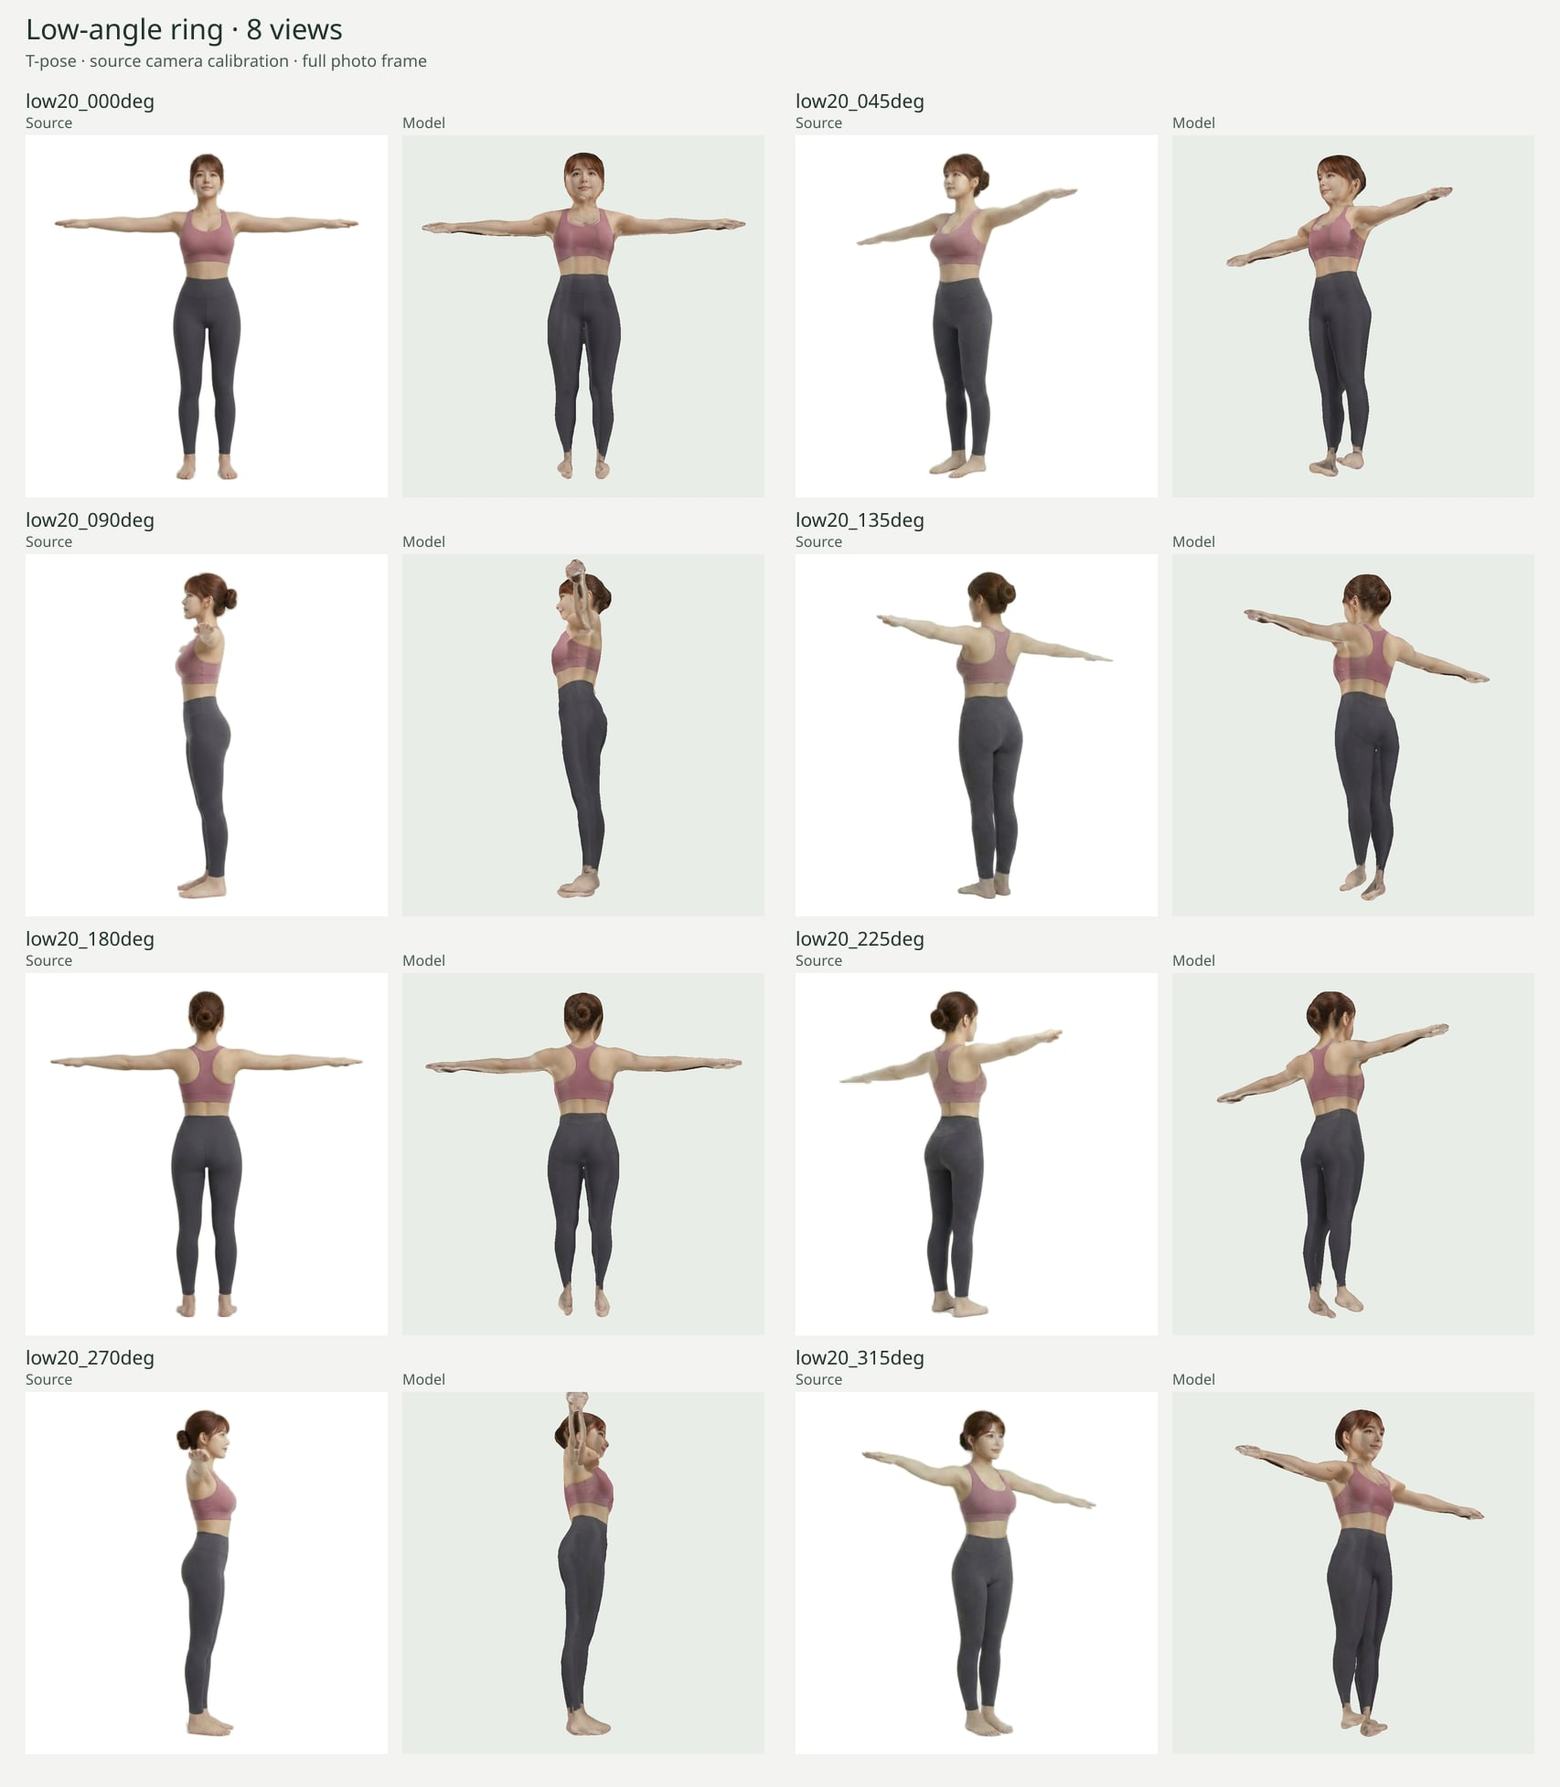 Low-angle ring · 8 views
T-pose · source camera calibration · full photo frame
low20_000deg
Source
Model
low20_045deg
Source
Model
low20_090deg
Source
Model
low20_135deg
Source
Model
low20_180deg
Source
Model
low20_225deg
Source
Model
low20_270deg
Source
Model
low20_315deg
Source
Model